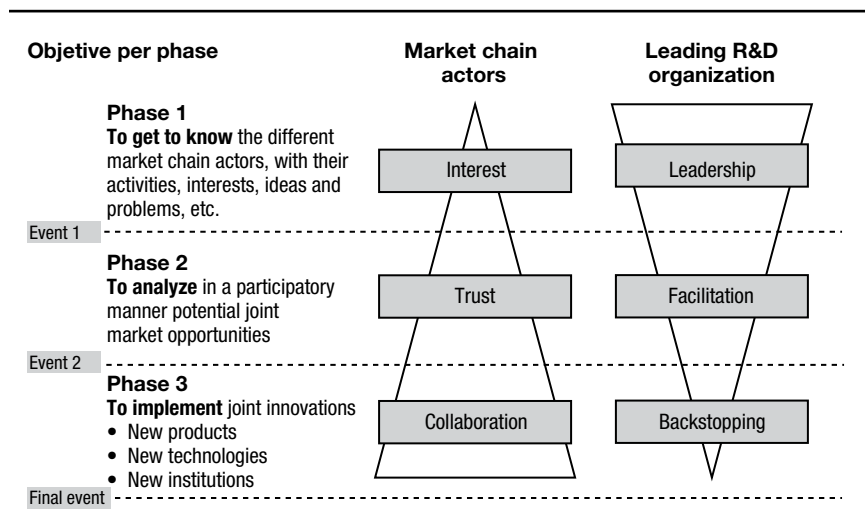 Objetive per phase
Market chain
actors
Leading R&D
organization
Phase 1
To get to know the different
market chain actors, with their
activities, interests, ideas and
problems, etc.
Interest
Leadership
Event 1
Phase 2
To analyze in a participatory
manner potential joint
market opportunities
Trust
Facilitation
Event 2
Phase 3
To implement joint innovations
• New products
• New technologies
• New institutions
Collaboration
Backstopping
Final event